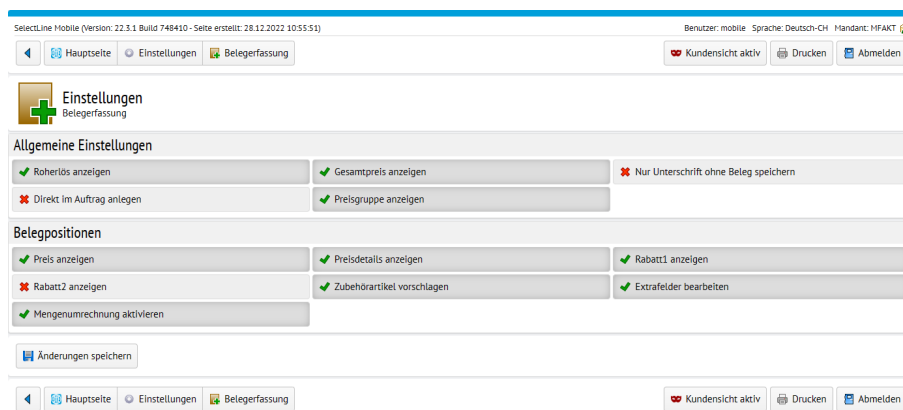 SelectLine Mobile (Version: 22.3.1 Build 748410 - Seite erstellt: 28.12.2022 10:55:51) Benutzer: mobile Sprache: Deutsch-CH Mandant: MFAKT
Hauptseite Einstellungen Belegerfassung Kundensicht aktiv Drucken Abmelden
Einstellungen
Belegerfassung
Allgemeine Einstellungen
Roherlös anzeigen Gesamtpreis anzeigen Nur Unterschrift ohne Beleg speichern
Direkt im Auftrag anlegen Preisgruppe anzeigen
Belegpositionen
Preis anzeigen Preisdetails anzeigen Rabatt1 anzeigen
Rabatt2 anzeigen Zubehörartikel vorschlagen Extrafelder bearbeiten
Mengenumrechnung aktivieren
Änderungen speichern
Hauptseite Einstellungen Belegerfassung Kundensicht aktiv Drucken Abmelden